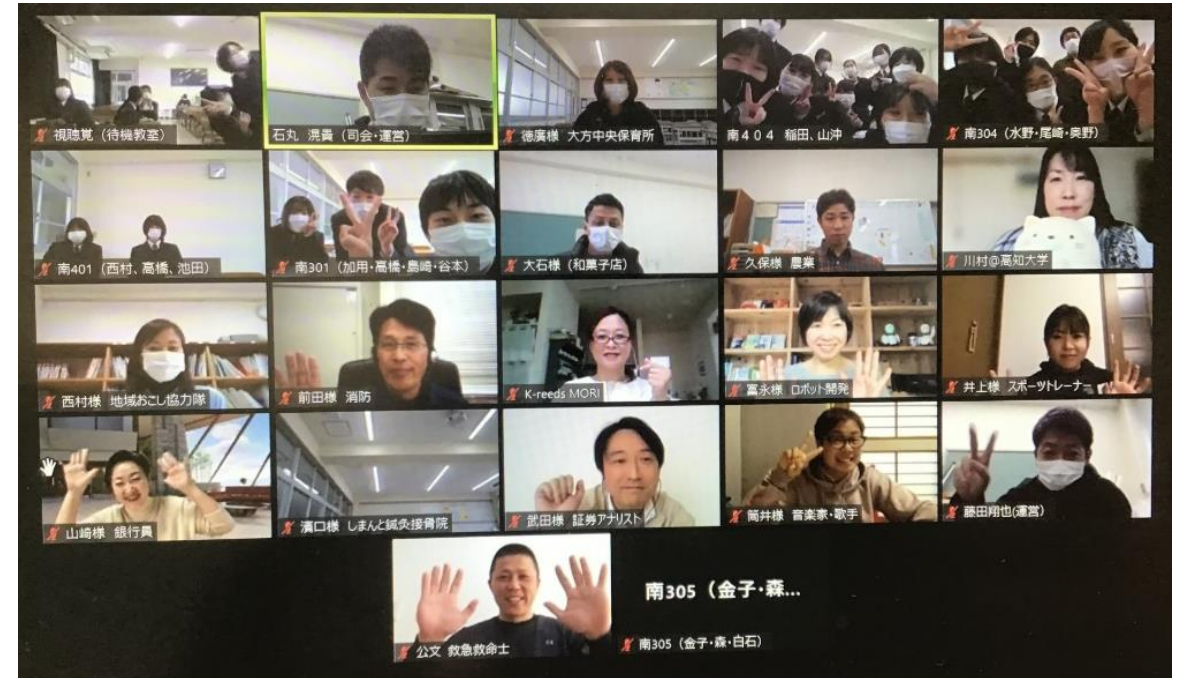 視聴覚（待機教室）
石丸 滉貴（司会・運営）
徳廣様 大方中央保育所
南４０４ 稲田、山沖
南304（水野・尾崎・奥野）
南401（西村、高橋、池田）
南301（加用・高橋・島崎・谷本）
大石様（和菓子店）
久保様 農業
川村@高知大学
西村様 地域おこし協力隊
前田様 消防
K-reeds MORI
富永様 ロボット開発
井上様 スポーツトレーナー
山﨑様 銀行員
濱口様 しまんと鍼灸接骨院
武田様 証券アナリスト
筒井様 音楽家・歌手
藤田翔也(運営）
公文 救急救命士
南305（金子・森...
南305（金子・森・白石）